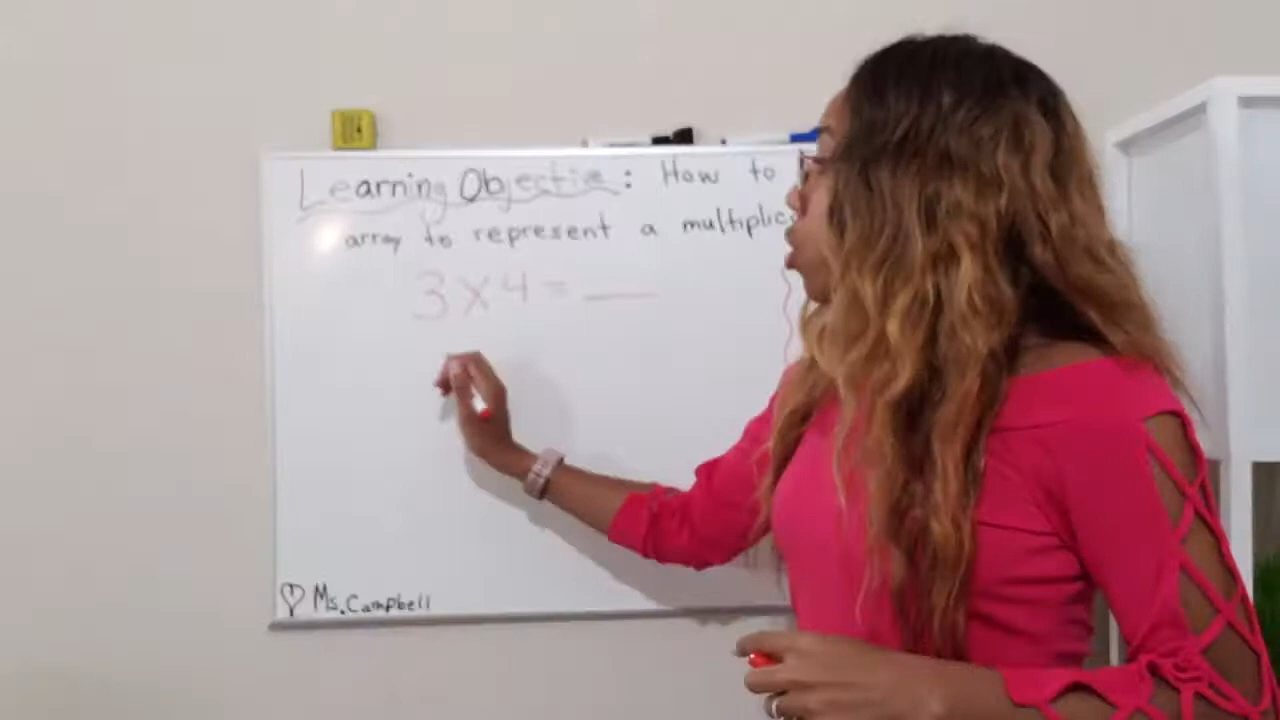 Learning Objective: How to
array to represent a multiplic
3 x 4 = ___
Ms. Campbell